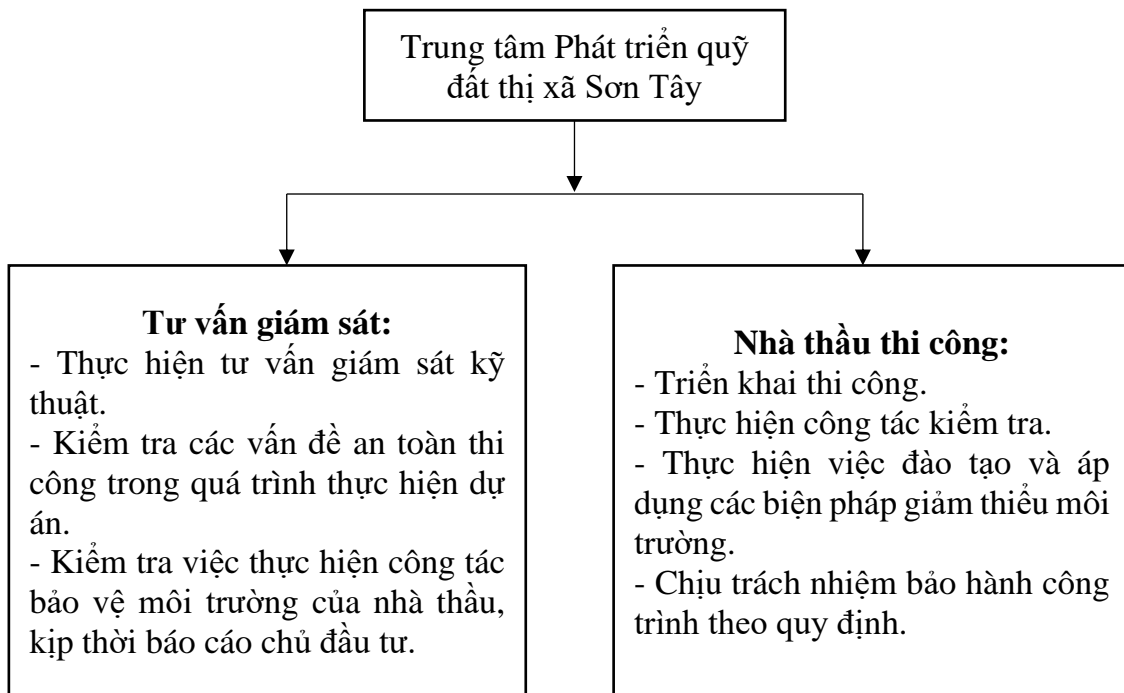 Trung tâm Phát triển quỹ
đất thị xã Sơn Tây
Tư vấn giám sát:
- Thực hiện tư vấn giám sát kỹ
thuật.
- Kiểm tra các vấn đề an toàn thi
công trong quá trình thực hiện dự
án.
- Kiểm tra việc thực hiện công tác
bảo vệ môi trường của nhà thầu,
kịp thời báo cáo chủ đầu tư.
Nhà thầu thi công:
- Triển khai thi công.
- Thực hiện công tác kiểm tra.
- Thực hiện việc đào tạo và áp
dụng các biện pháp giảm thiểu môi
trường.
- Chịu trách nhiệm bảo hành công
trình theo quy định.